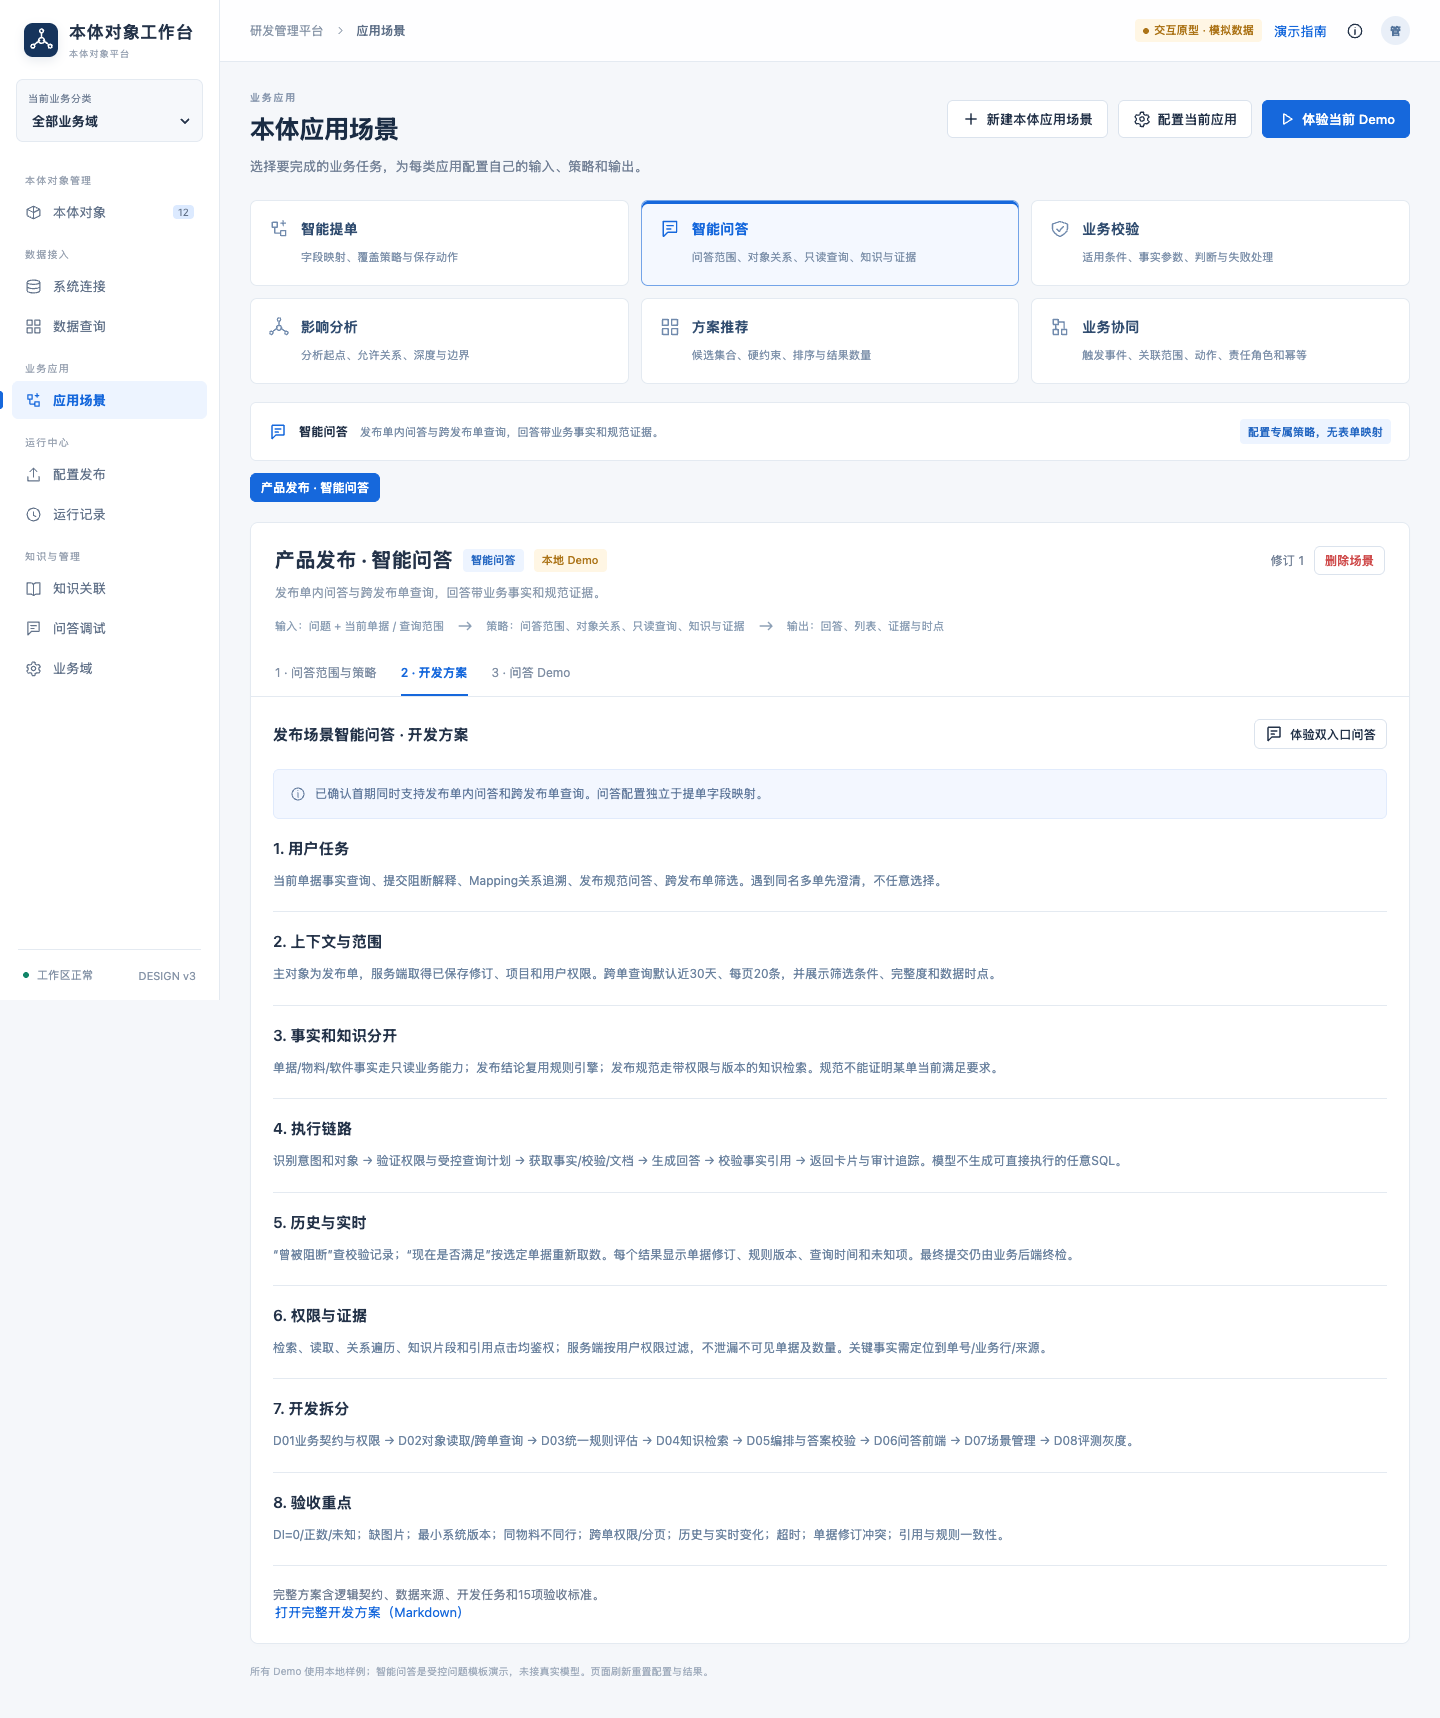 本体对象工作台
本体对象平台
当前业务分类
全部业务域
本体对象管理
本体对象 12
数据接入
系统连接
数据查询
业务应用
应用场景
运行中心
配置发布
运行记录
知识与管理
知识关联
问答调试
业务域
工作区正常 DESIGN v3
研发管理平台 > 应用场景
交互原型 · 模拟数据 演示指南 管
业务应用
本体应用场景
选择要完成的业务任务，为每类应用配置自己的输入、策略和输出。
新建本体应用场景 配置当前应用 体验当前 Demo
智能提单
字段映射、覆盖策略与保存动作
智能问答
问答范围、对象关系、只读查询、知识与证据
业务校验
适用条件、事实参数、判断与失败处理
影响分析
分析起点、允许关系、深度与边界
方案推荐
候选集合、硬约束、排序与结果数量
业务协同
触发事件、关联范围、动作、责任角色和幂等
智能问答 发布单内问答与跨发布单查询，回答带业务事实和规范证据。 配置专属策略，无表单映射
产品发布 · 智能问答
产品发布 · 智能问答 智能问答 本地 Demo 修订 1 删除场景
发布单内问答与跨发布单查询，回答带业务事实和规范证据。
输入：问题 + 当前单据 / 查询范围 → 策略：问答范围、对象关系、只读查询、知识与证据 → 输出：回答、列表、证据与时点
1 · 问答范围与策略 2 · 开发方案 3 · 问答 Demo
发布场景智能问答 · 开发方案 体验双入口问答
已确认首期同时支持发布单内问答和跨发布单查询。问答配置独立于提单字段映射。
1. 用户任务
当前单据事实查询、提交阻断解释、Mapping关系追溯、发布规范问答、跨发布单筛选。遇到同名多单先澄清，不任意选择。
2. 上下文与范围
主对象为发布单，服务端取得已保存修订、项目和用户权限。跨单查询默认近30天、每页20条，并展示筛选条件、完整度和数据时点。
3. 事实和知识分开
单据/物料/软件事实走只读业务能力；发布结论复用规则引擎；发布规范走带权限与版本的知识检索。规范不能证明某单当前满足要求。
4. 执行链路
识别意图和对象 → 验证权限与受控查询计划 → 获取事实/校验/文档 → 生成回答 → 校验事实引用 → 返回卡片与审计追踪。模型不生成可直接执行的任意SQL。
5. 历史与实时
“曾被阻断”查校验记录；“现在是否满足”按选定单据重新取数。每个结果显示单据修订、规则版本、查询时间和未知项。最终提交仍由业务后端终检。
6. 权限与证据
检索、读取、关系遍历、知识片段和引用点击均鉴权；服务端按用户权限过滤，不泄漏不可见单据及数量。关键事实需定位到单号/业务行/来源。
7. 开发拆分
D01业务契约与权限 → D02对象读取/跨单查询 → D03统一规则评估 → D04知识检索 → D05编排与答案校验 → D06问答前端 → D07场景管理 → D08评测灰度。
8. 验收重点
DI=0/正数/未知；缺图片；最小系统版本；同物料不同行；跨单权限/分页；历史与实时变化；超时；单据修订冲突；引用与规则一致性。
完整方案含逻辑契约、数据来源、开发任务和15项验收标准。
打开完整开发方案（Markdown）
所有 Demo 使用本地样例；智能问答是受控问题模板演示，未接真实模型。页面刷新重置配置与结果。